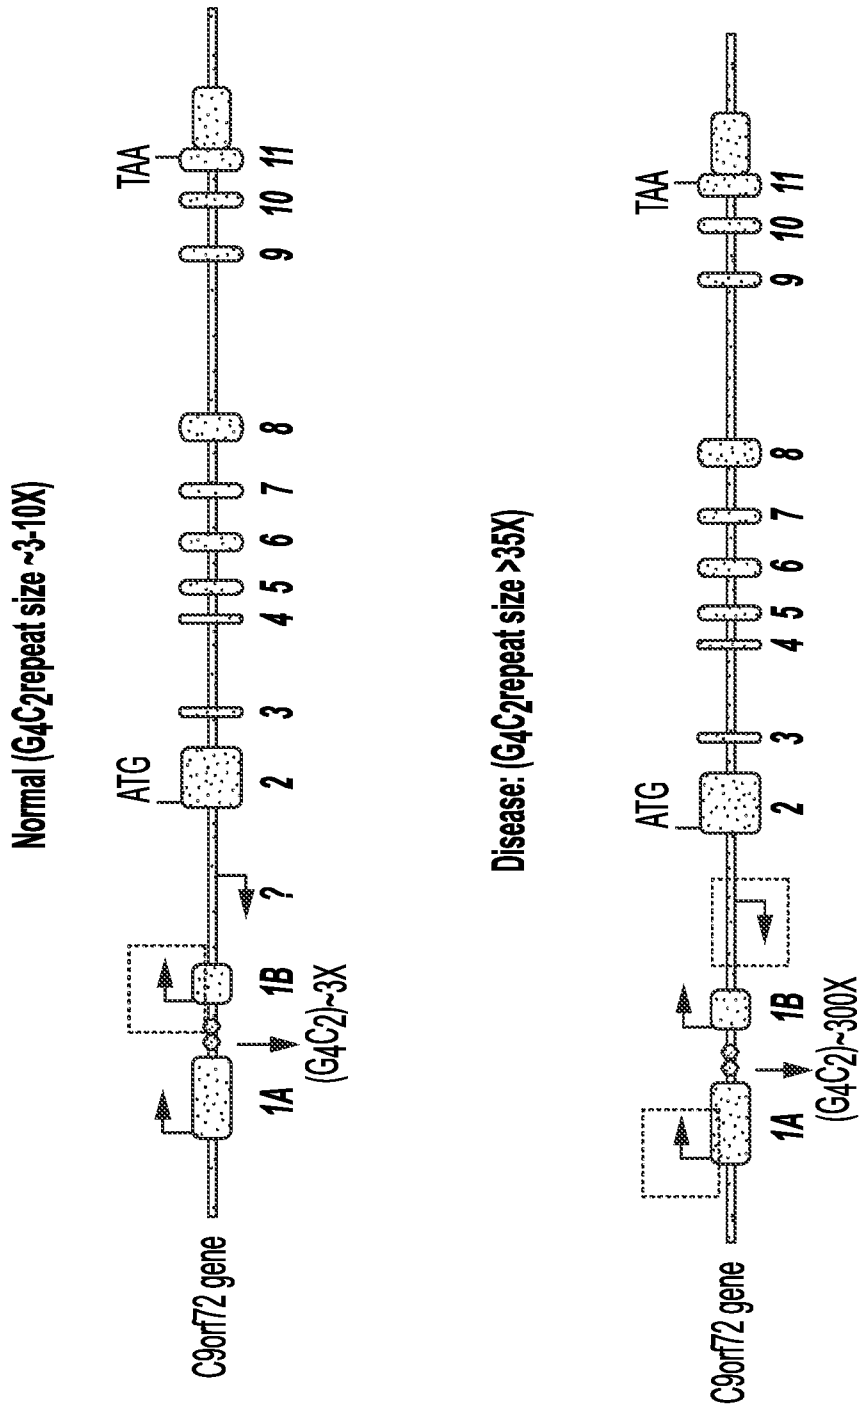 Normal (G4C2repeat size ~3-10X)
ATG
TAA
C9orf72 gene
1A 1B ? 2 3 4 5 6 7 8 9 10 11
(G4C2)~3X
Disease: (G4C2repeat size >35X)
ATG
TAA
C9orf72 gene
1A 1B 2 3 4 5 6 7 8 9 10 11
(G4C2)~300X